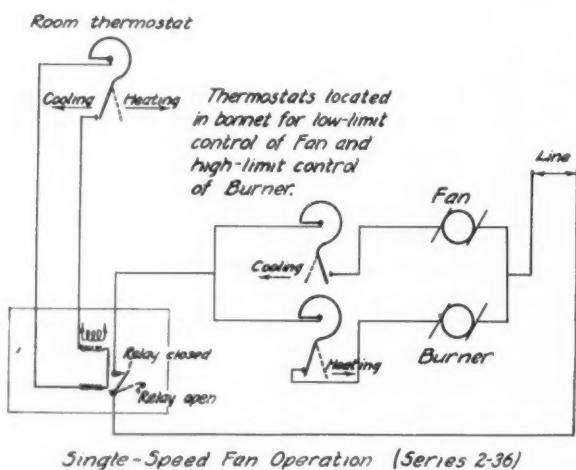 Room thermostat
Cooling
Heating
Thermostats located
in bonnet for low-limit
control of Fan and
high-limit control
of Burner.
Line
Fan
Cooling
Heating
Burner
Relay closed
Relay open
Single-Speed Fan Operation (Series 2-36)